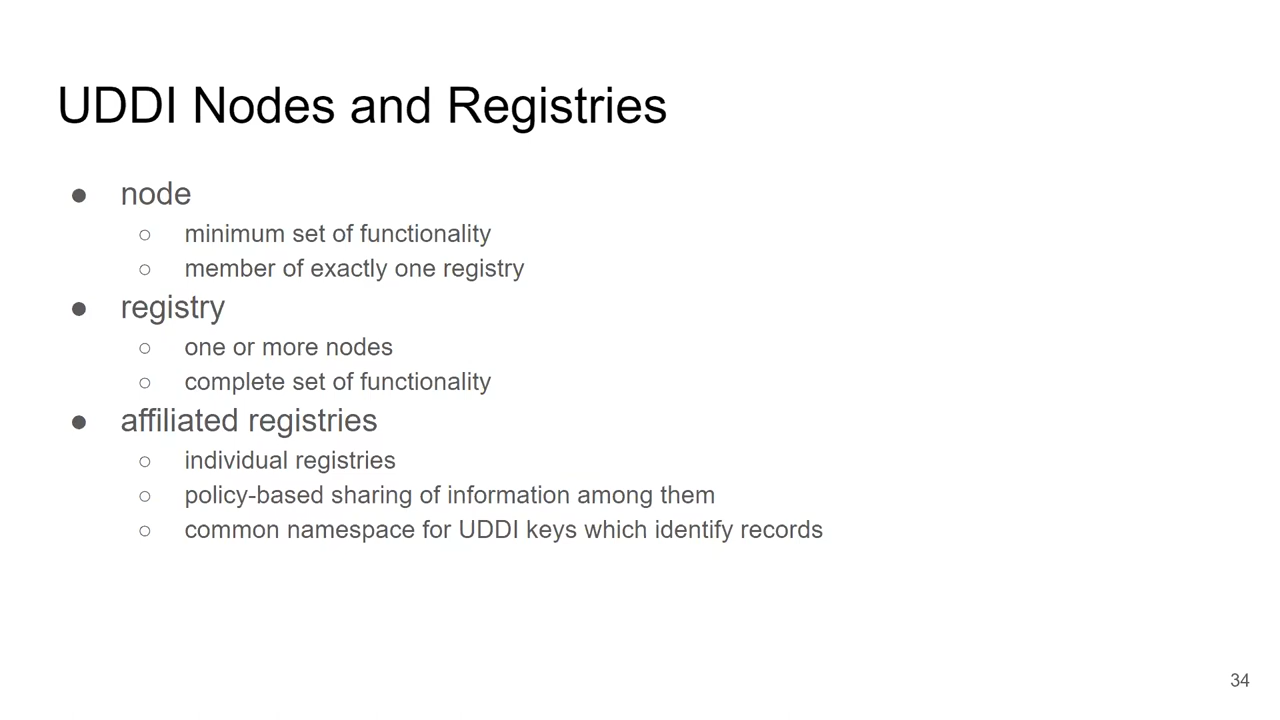 UDDI Nodes and Registries
● node
○ minimum set of functionality
○ member of exactly one registry
● registry
○ one or more nodes
○ complete set of functionality
● affiliated registries
○ individual registries
○ policy-based sharing of information among them
○ common namespace for UDDI keys which identify records
34